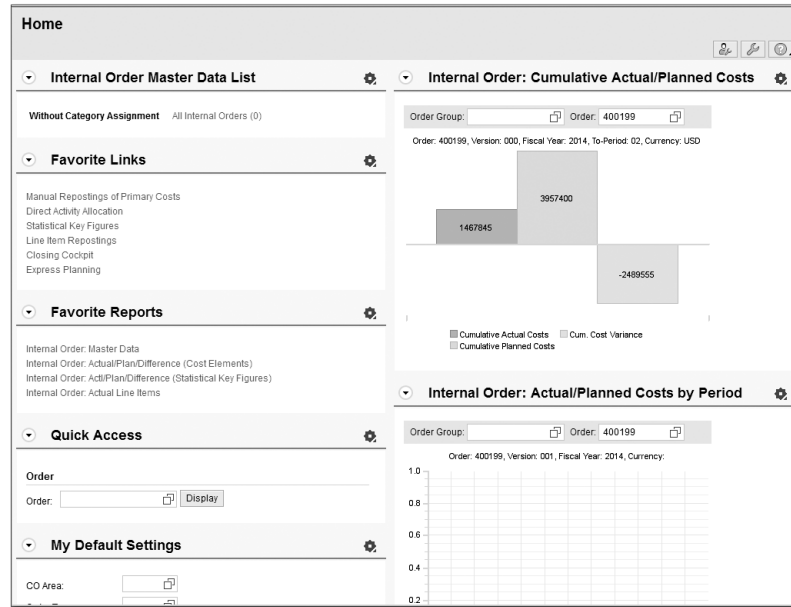 Home
Internal Order Master Data List
Without Category Assignment All Internal Orders (0)
Favorite Links
Manual Repostings of Primary Costs
Direct Activity Allocation
Statistical Key Figures
Line Item Repostings
Closing Cockpit
Express Planning
Favorite Reports
Internal Order: Master Data
Internal Order: Actual/Plan/Difference (Cost Elements)
Internal Order: Actl/Plan/Difference (Statistical Key Figures)
Internal Order: Actual Line Items
Quick Access
Order
Order: Display
My Default Settings
CO Area:
Internal Order: Cumulative Actual/Planned Costs
Order Group: Order: 400199
Order: 400199, Version: 000, Fiscal Year: 2014, To-Period: 02, Currency: USD
3957400
1467845
-2489555
Cumulative Actual Costs Cum. Cost Variance
Cumulative Planned Costs
Internal Order: Actual/Planned Costs by Period
Order Group: Order: 400199
Order: 400199, Version: 001, Fiscal Year: 2014, Currency:
1.0
0.8
0.6
0.4
0.2